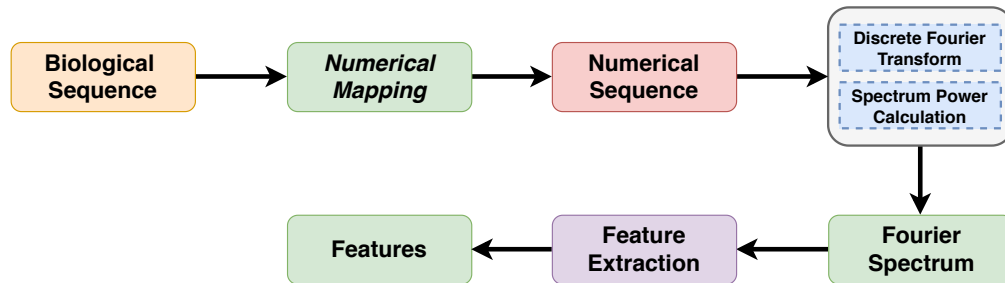 Biological
Sequence
Numerical
Mapping
Numerical
Sequence
Discrete Fourier
Transform
Spectrum Power
Calculation
Features
Feature
Extraction
Fourier
Spectrum